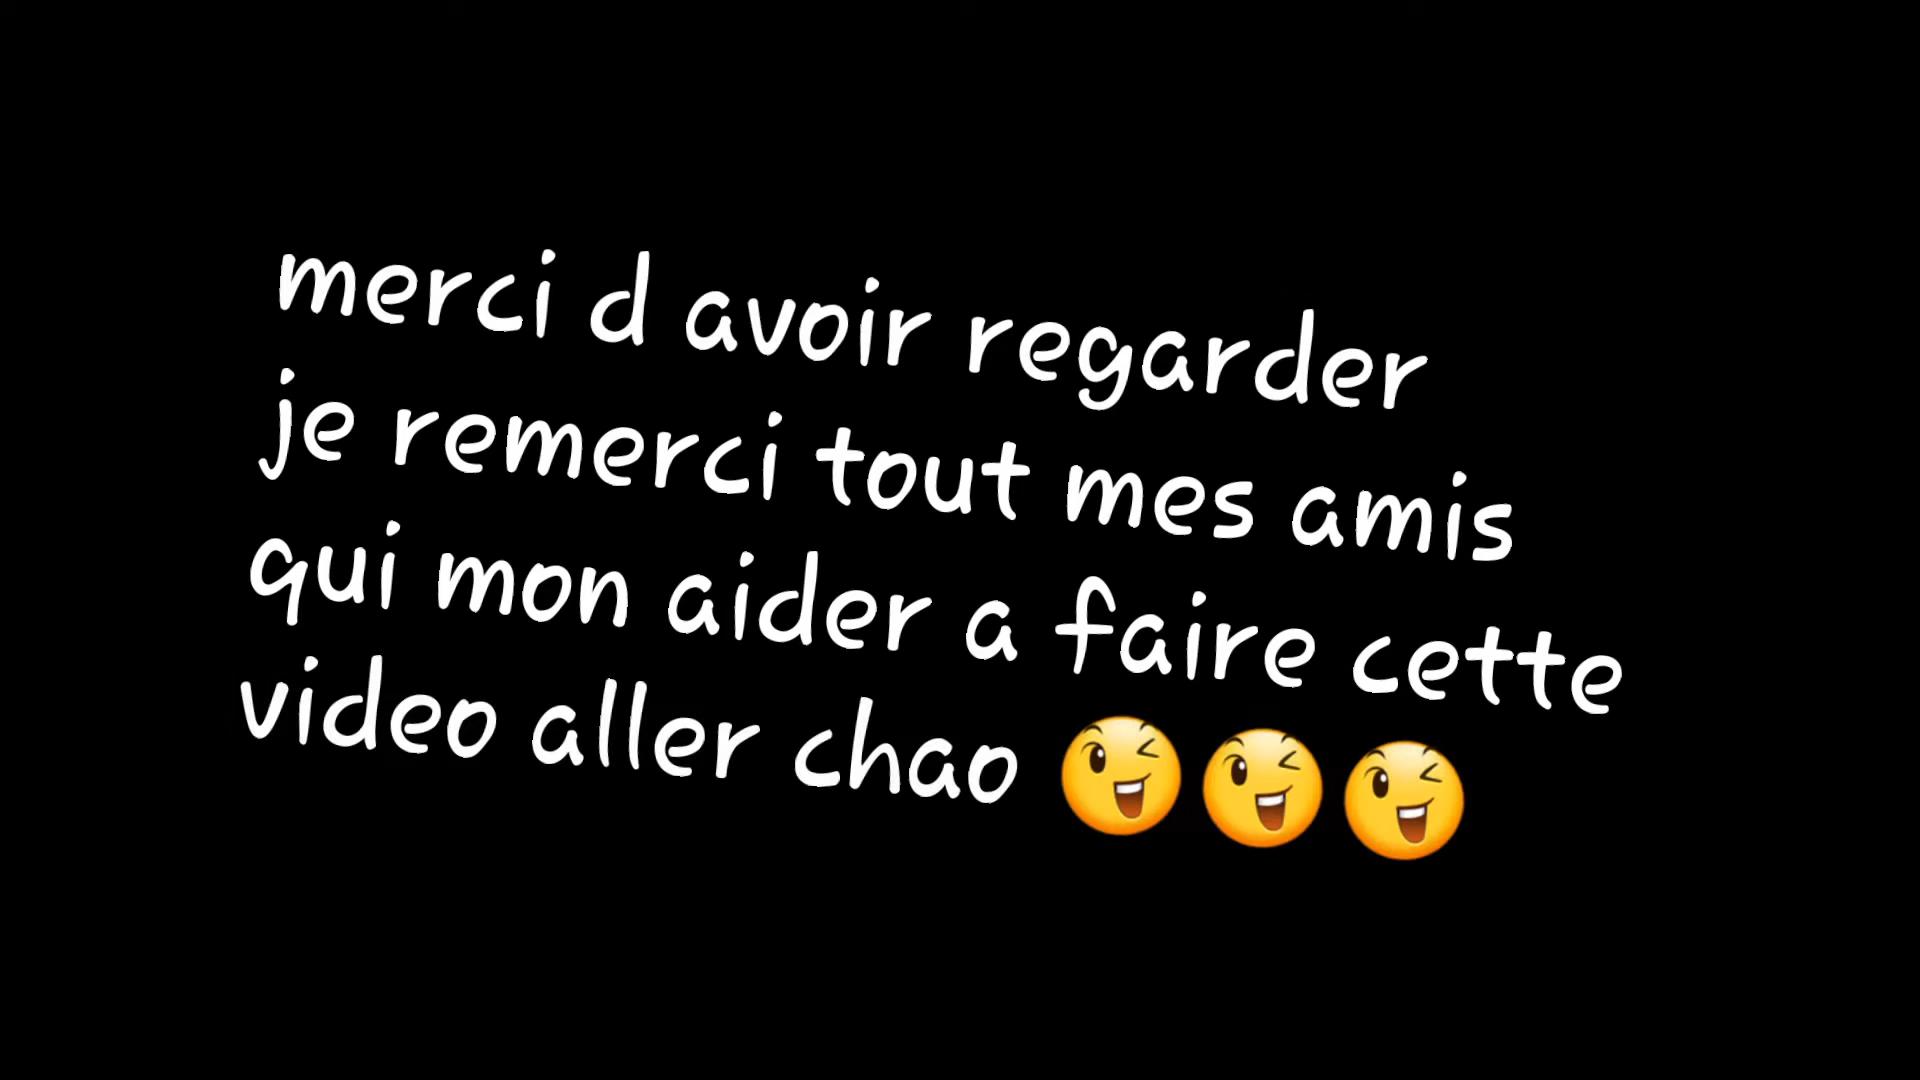 merci d avoir regarder
je remerci tout mes amis
qui mon aider a faire cette
video aller chao 😉😉😉